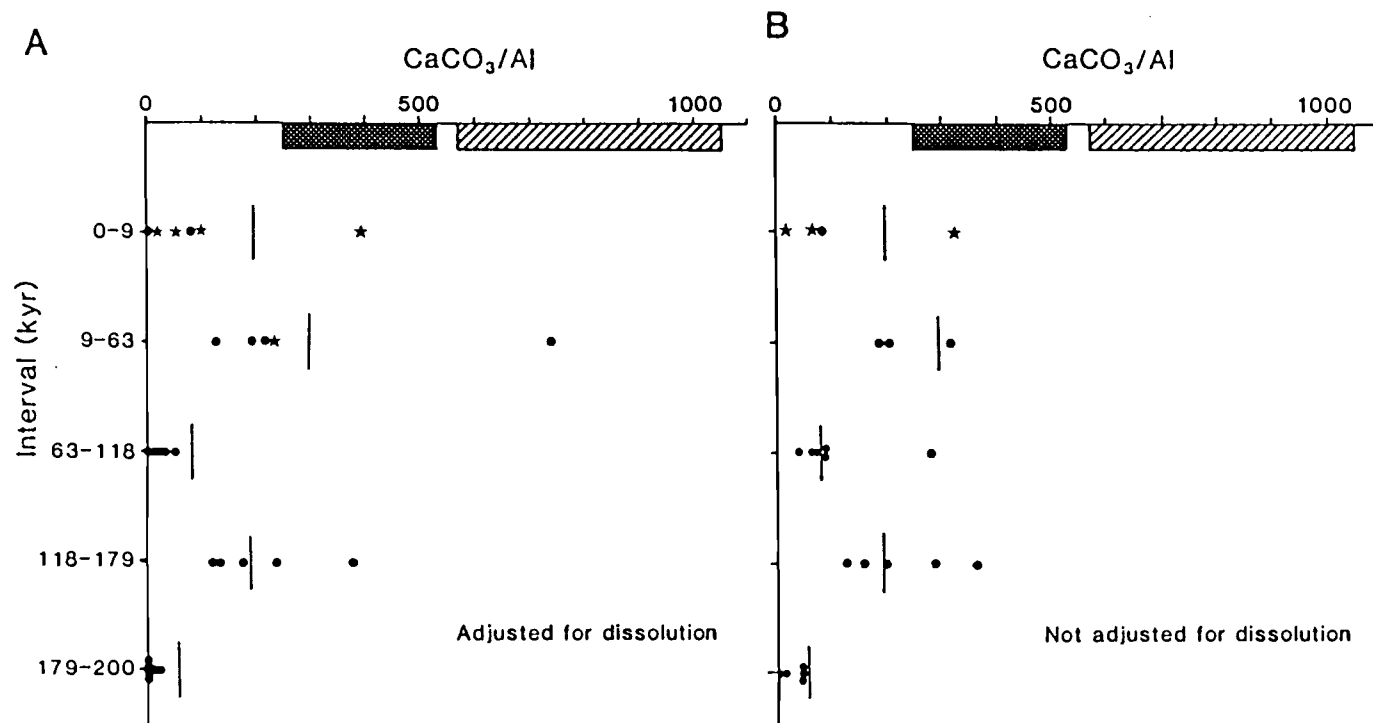 A
CaCO3/Al
0 500 1000
Interval (kyr)
0-9
9-63
63-118
118-179
179-200
Adjusted for dissolution
B
CaCO3/Al
0 500 1000
Not adjusted for dissolution